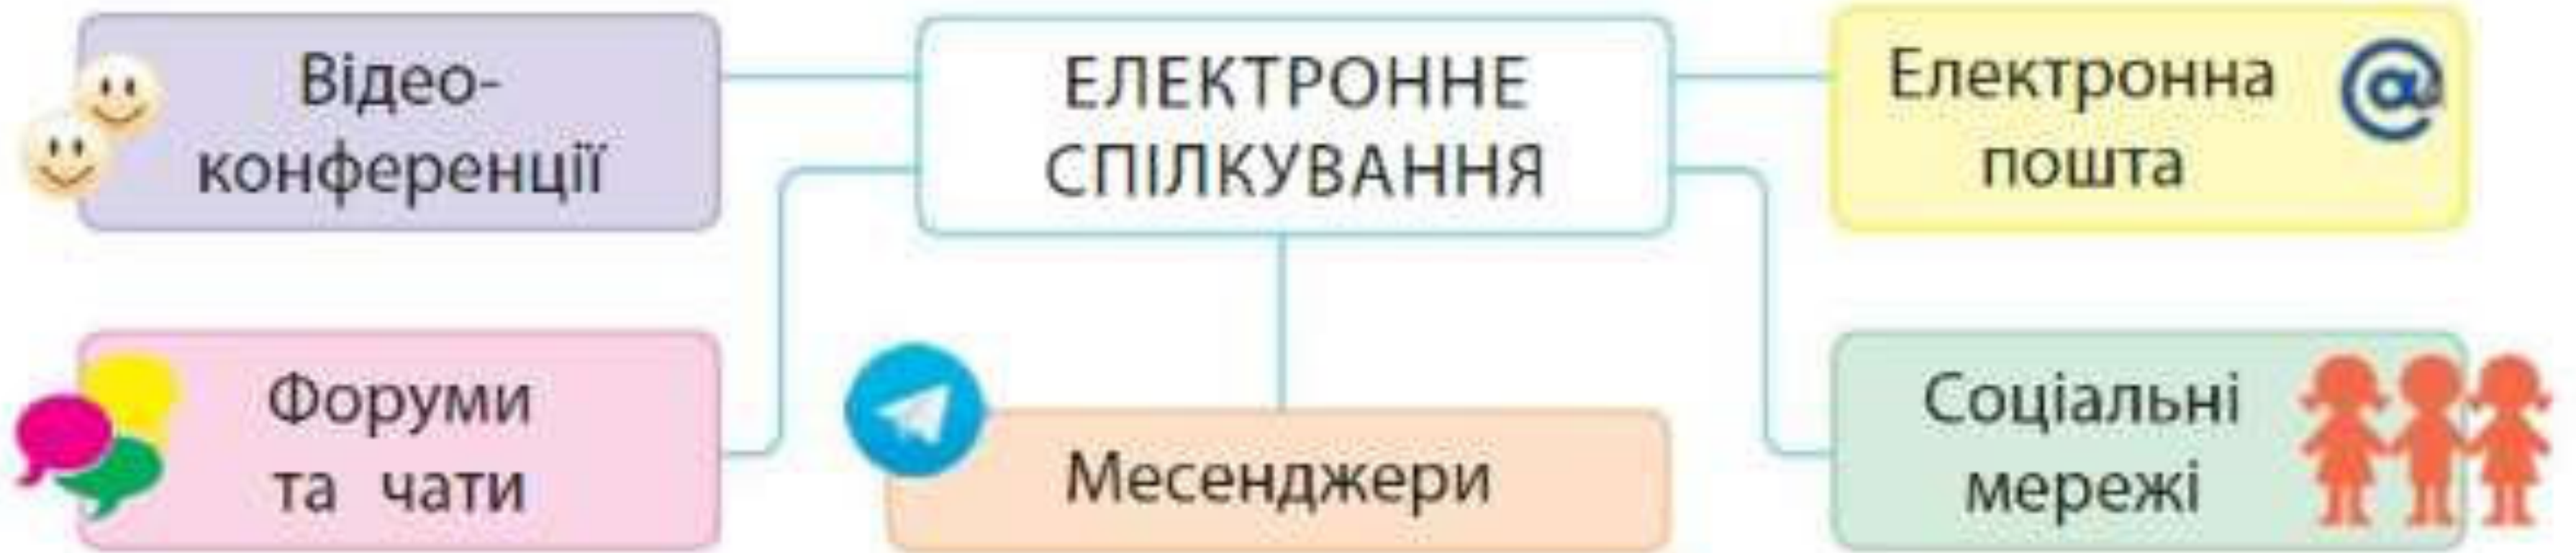 Відео-
конференції
ЕЛЕКТРОННЕ
СПІЛКУВАННЯ
Електронна
пошта
@
Форуми
та чати
Месенджери
Соціальні
мережі